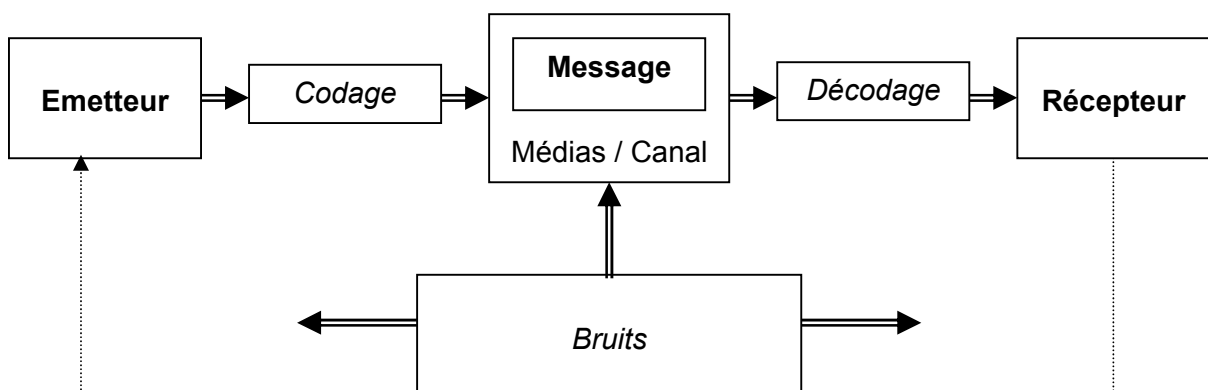 Emetteur
Codage
Message
Médias / Canal
Décodage
Récepteur
Bruits